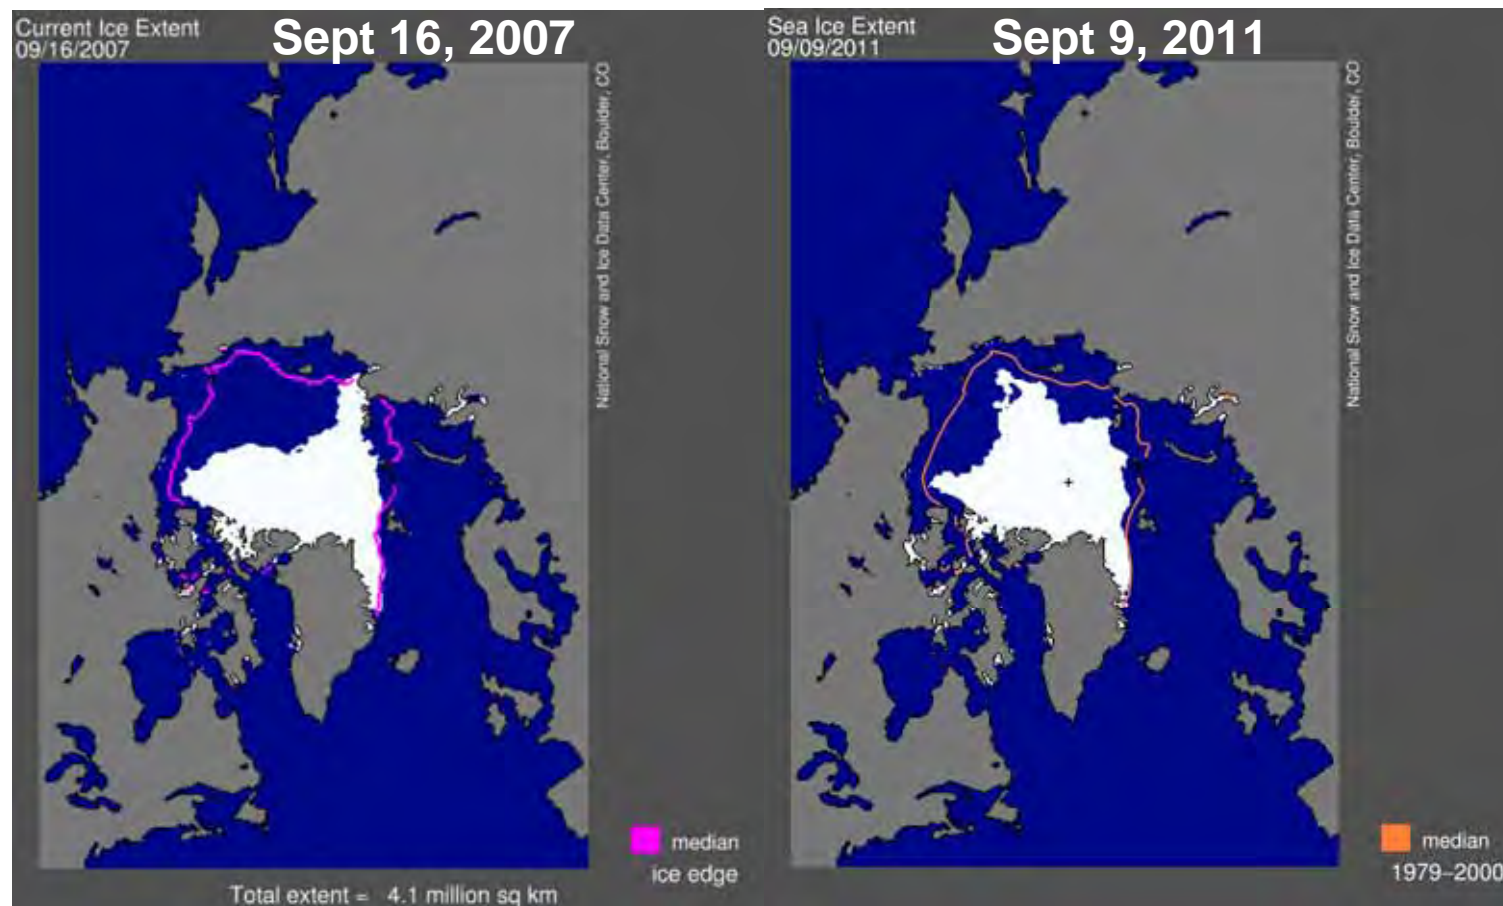 Current Ice Extent
09/16/2007
Sept 16, 2007
National Snow and Ice Data Center, Boulder, CO
median
ice edge
Total extent = 4.1 million sq km
Sea Ice Extent
09/09/2011
Sept 9, 2011
National Snow and Ice Data Center, Boulder, CO
median
1979–2000